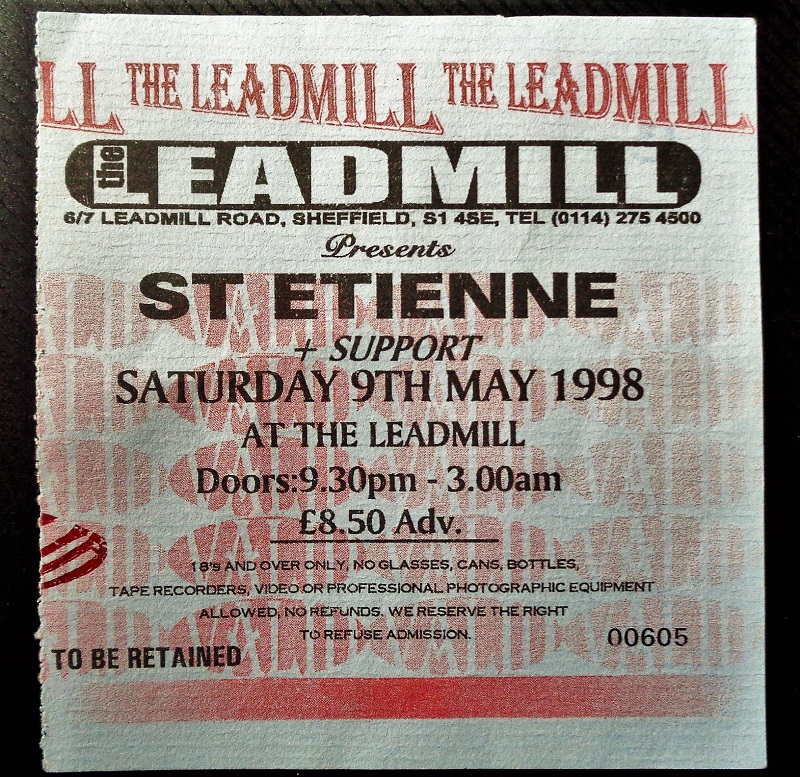 LL THE LEADMILL THE LEADMILL
the LEADMILL
6/7 LEADMILL ROAD, SHEFFIELD, S1 4SE, TEL (0114) 275 4500
Presents
ST ETIENNE
+ SUPPORT
SATURDAY 9TH MAY 1998
AT THE LEADMILL
Doors:9.30pm - 3.00am
£8.50 Adv.
18's AND OVER ONLY, NO GLASSES, CANS, BOTTLES,
TAPE RECORDERS, VIDEO OR PROFESSIONAL PHOTOGRAPHIC EQUIPMENT
ALLOWED, NO REFUNDS. WE RESERVE THE RIGHT
TO REFUSE ADMISSION.
00605
TO BE RETAINED